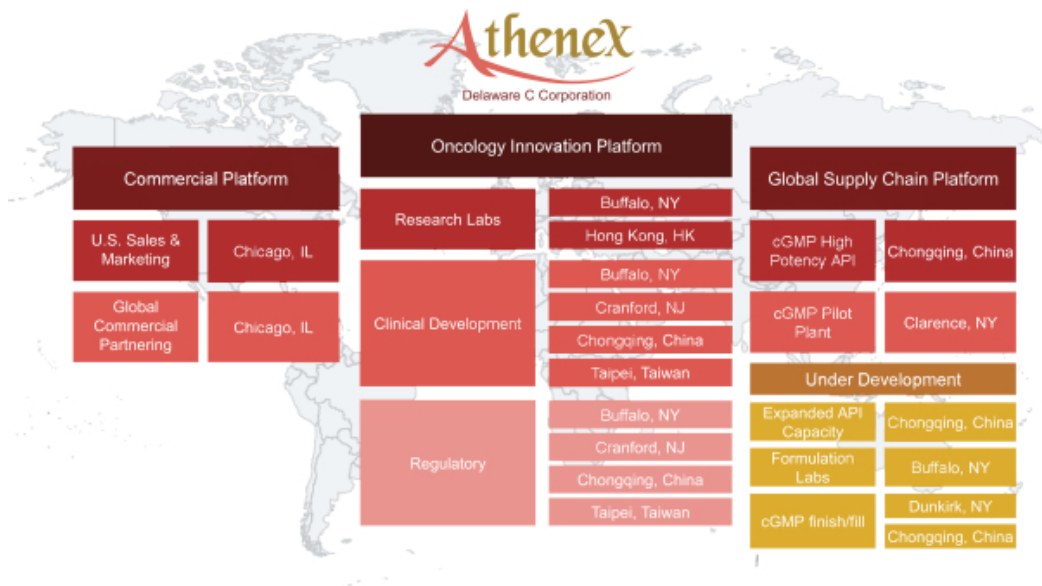 Athenex
Delaware C Corporation
Commercial Platform
U.S. Sales &
Marketing
Chicago, IL
Global
Commercial
Partnering
Chicago, IL
Oncology Innovation Platform
Research Labs
Buffalo, NY
Hong Kong, HK
Clinical Development
Buffalo, NY
Cranford, NJ
Chongqing, China
Taipei, Taiwan
Regulatory
Buffalo, NY
Cranford, NJ
Chongqing, China
Taipei, Taiwan
Global Supply Chain Platform
cGMP High
Potency API
Chongqing, China
cGMP Pilot
Plant
Clarence, NY
Under Development
Expanded API
Capacity
Chongqing, China
Formulation
Labs
Buffalo, NY
cGMP finish/fill
Dunkirk, NY
Chongqing, China